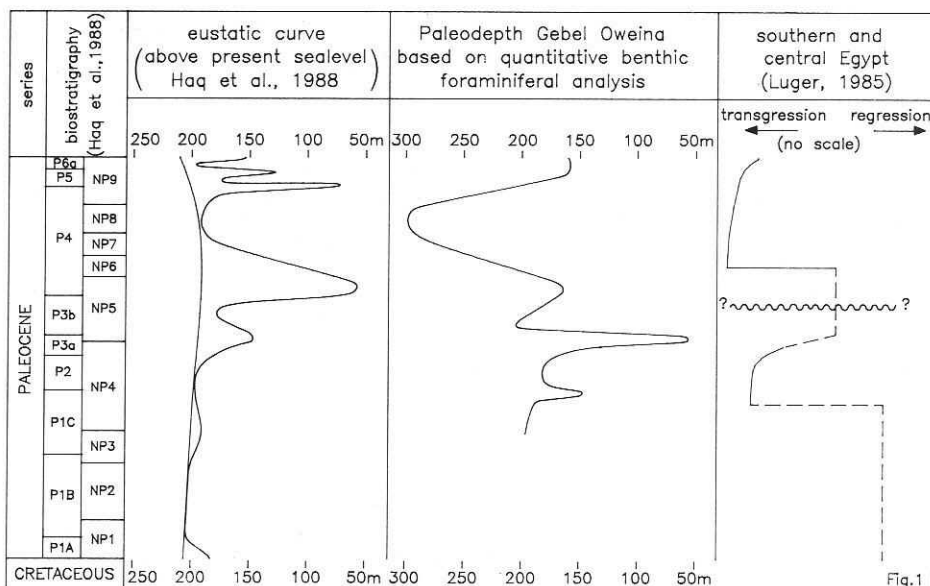 series
biostratigraphy
(Haq et al.,1988)
eustatic curve
(above present sealevel)
Haq et al., 1988
Paleodepth Gebel Oweina
based on quantitative benthic
foraminiferal analysis
southern and
central Egypt
(Luger, 1985)
transgression regression
(no scale)
250 200 150 100 50m
300 250 200 150 100 50m
PALEOCENE
P6a
P5
P4
P3b
P3a
P2
P1C
P1B
P1A
NP9
NP8
NP7
NP6
NP5
NP4
NP3
NP2
NP1
? ?
CRETACEOUS
250 200 150 100 50m
300 250 200 150 100 50m
Fig.1